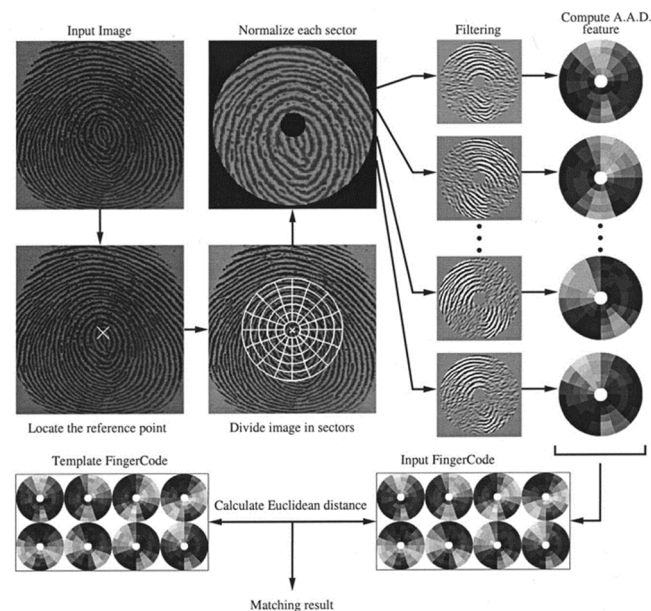 Input Image
Normalize each sector
Filtering
Compute A.A.D.
feature
Locate the reference point
Divide image in sectors
Template FingerCode
Input FingerCode
Calculate Euclidean distance
Matching result